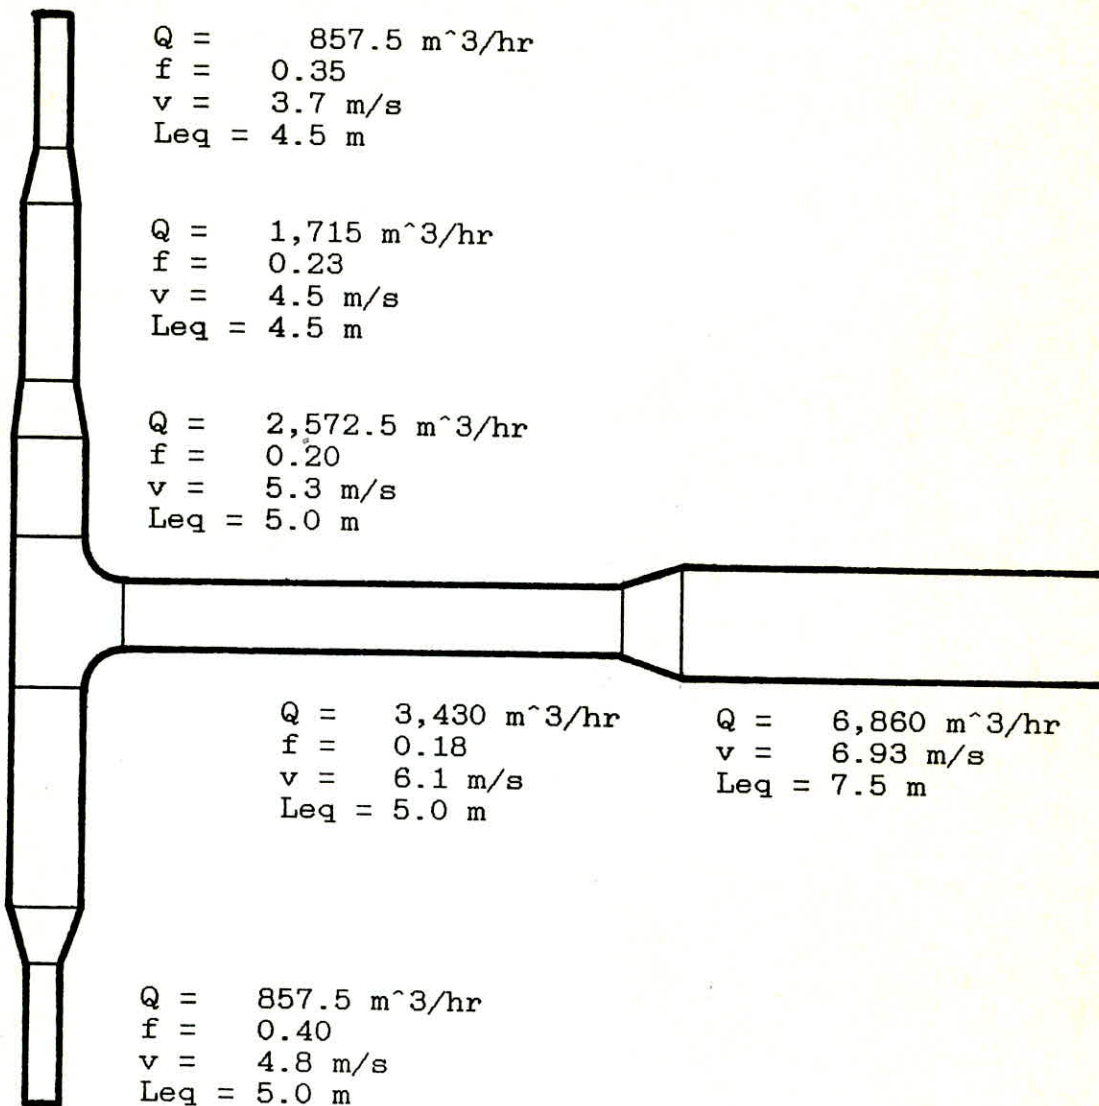 Q = 857.5 m^3/hr
f = 0.35
v = 3.7 m/s
Leq = 4.5 m
Q = 1,715 m^3/hr
f = 0.23
v = 4.5 m/s
Leq = 4.5 m
Q = 2,572.5 m^3/hr
f = 0.20
v = 5.3 m/s
Leq = 5.0 m
Q = 3,430 m^3/hr
f = 0.18
v = 6.1 m/s
Leq = 5.0 m
Q = 6,860 m^3/hr
v = 6.93 m/s
Leq = 7.5 m
Q = 857.5 m^3/hr
f = 0.40
v = 4.8 m/s
Leq = 5.0 m